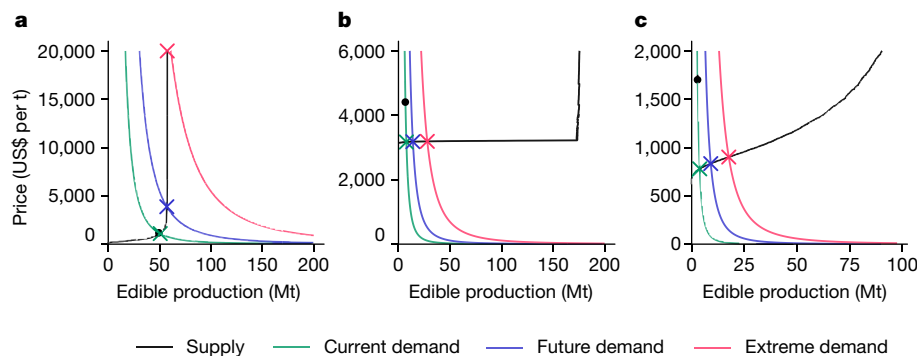 a
b
c
Price (US$ per t)
20,000
15,000
10,000
5,000
0
0
50
100
150
200
Edible production (Mt)
6,000
4,000
2,000
0
0
50
100
150
200
Edible production (Mt)
2,000
1,500
1,000
500
0
0
25
50
75
100
Edible production (Mt)
Supply
Current demand
Future demand
Extreme demand